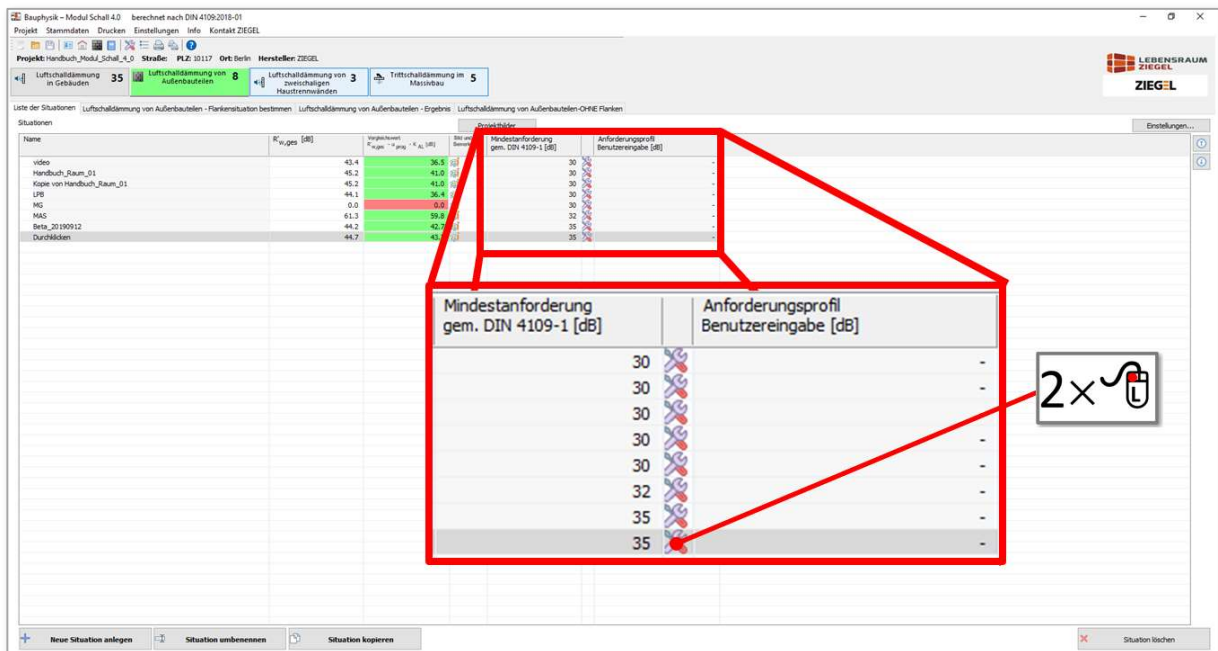 Bauphysik – Modul Schall 4.0 berechnet nach DIN 4109:2018-01
Projekt Stammdaten Drucken Einstellungen Info Kontakt ZIEGEL
Projekt: Handbuch_Modul_Schall_4_0 Straße: PLZ: 10117 Ort: Berlin Hersteller: ZIEGEL
LEBENSRAUM
ZIEGEL
ZIEGEL
Luftschalldämmung
in Gebäuden
35
Luftschalldämmung von
Außenbauteilen
8
Luftschalldämmung von
zweischaligen
Haustrennwänden
3
Trittschalldämmung im
Massivbau
5
Liste der Situationen Luftschalldämmung von Außenbauteilen - Flankensituation bestimmen Luftschalldämmung von Außenbauteilen - Ergebnis Luftschalldämmung von Außenbauteilen-OHNE Flanken
Situationen
Projektbilder
Einstellungen...
Name R'w,ges [dB] Vergleichswert R'w,ges - u prog - K AL [dB] Bild und
Mindestanforderung
gem. DIN 4109-1 [dB]
Anforderungsprofil
Benutzereingabe [dB]
video 43.4 36.5 30 -
Handbuch_Raum_01 45.2 41.0 30 -
Kopie von Handbuch_Raum_01 45.2 41.0 30 -
LPB 44.1 36.4 30 -
MG 0.0 0.0 30 -
MAS 61.3 59.8 32 -
Beta_20190912 44.2 42.7 35 -
Durchklicken 44.7 35 -
Mindestanforderung
gem. DIN 4109-1 [dB]
Anforderungsprofil
Benutzereingabe [dB]
30 -
30 -
30
30 -
30 -
32 -
35 -
35 -
2× L
Neue Situation anlegen Situation umbenennen Situation kopieren Situation löschen